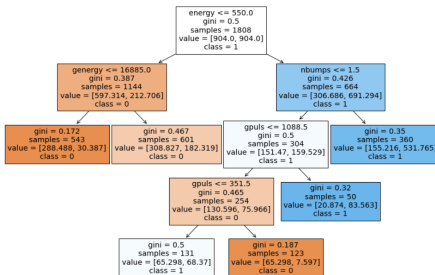 energy <= 550.0
gini = 0.5
samples = 1808
value = [904.0, 904.0]
class = 1
genergy <= 16885.0
gini = 0.387
samples = 1144
value = [597.314, 212.706]
class = 0
nbumps <= 1.5
gini = 0.426
samples = 664
value = [306.686, 691.294]
class = 1
gini = 0.172
samples = 543
value = [288.488, 30.387]
class = 0
gini = 0.467
samples = 601
value = [308.827, 182.319]
class = 0
gpuls <= 1088.5
gini = 0.5
samples = 304
value = [151.47, 159.529]
class = 1
gini = 0.35
samples = 360
value = [155.216, 531.765]
class = 1
gpuls <= 351.5
gini = 0.465
samples = 254
value = [130.596, 75.966]
class = 0
gini = 0.32
samples = 50
value = [20.874, 83.563]
class = 1
gini = 0.5
samples = 131
value = [65.298, 68.37]
class = 1
gini = 0.187
samples = 123
value = [65.298, 7.597]
class = 0